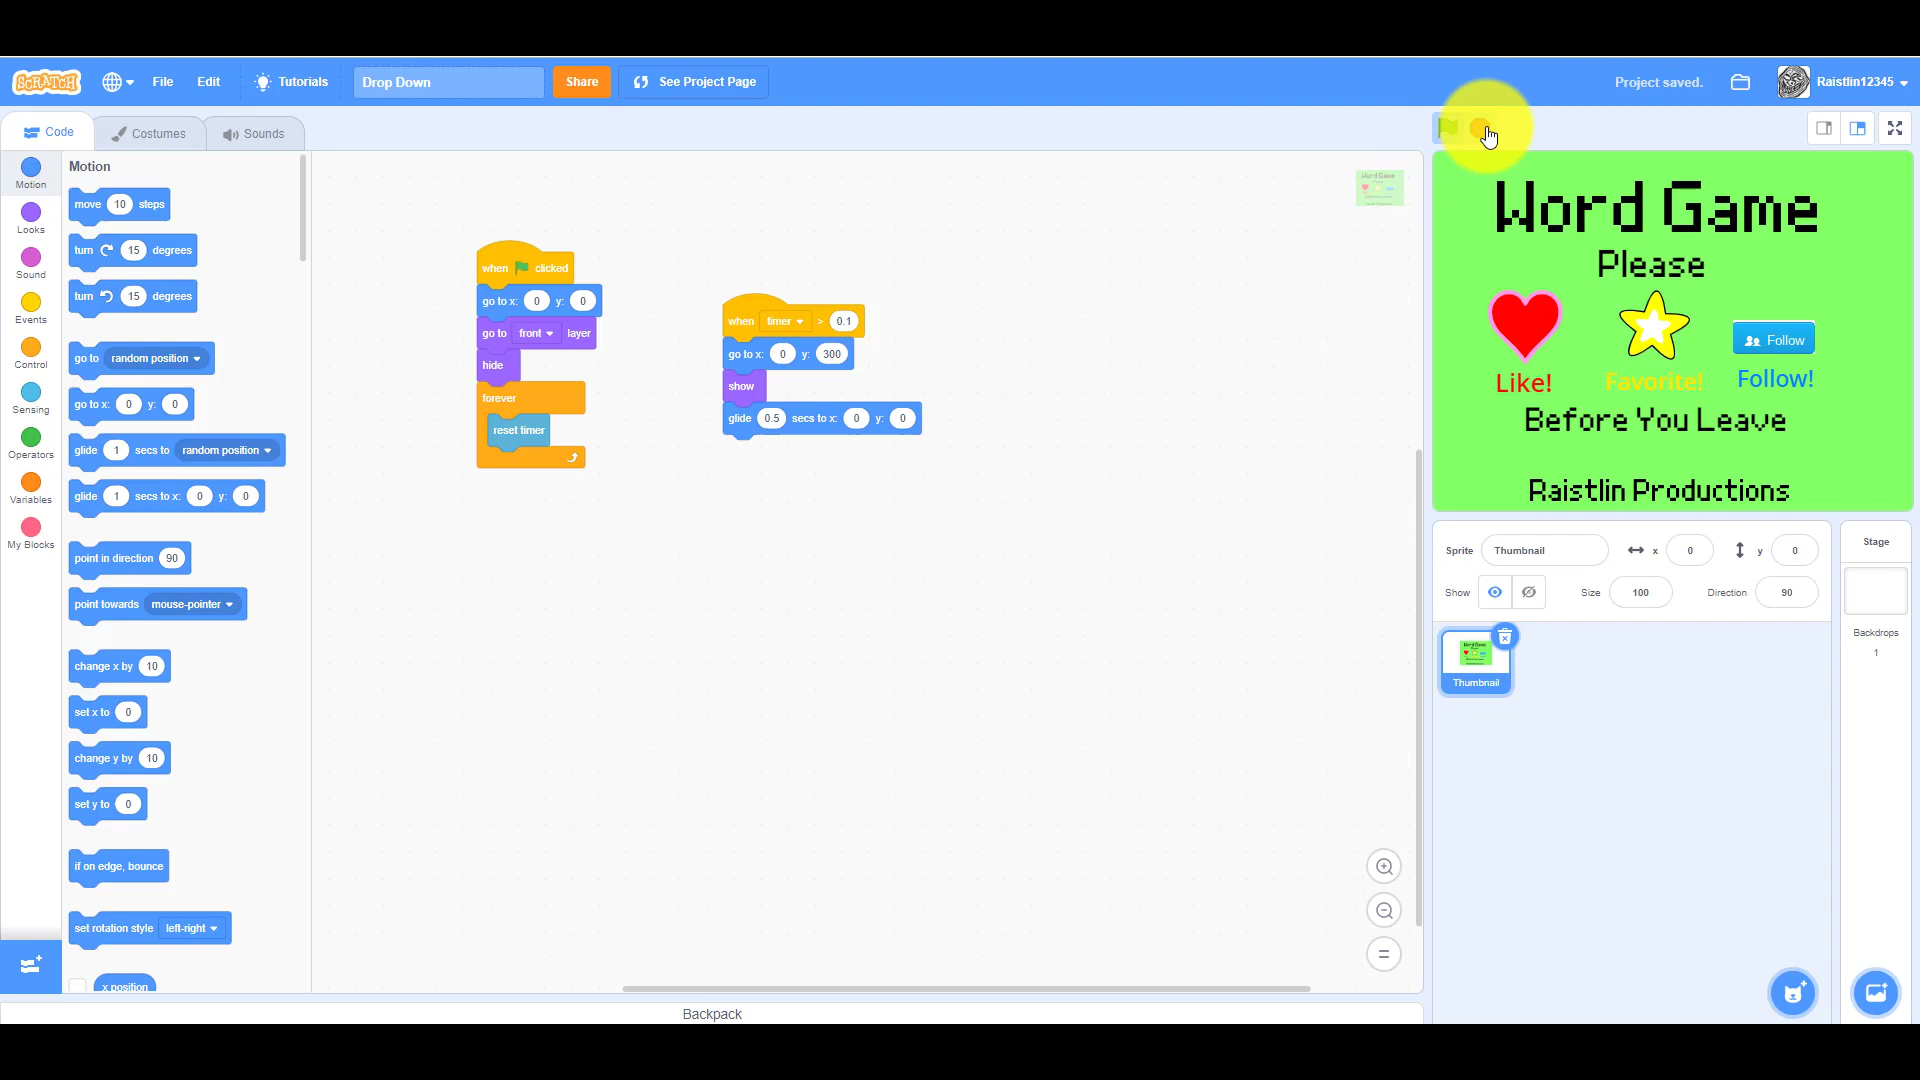 SCRATCH
File
Edit
Tutorials
Drop Down
Share
See Project Page
Project saved.
Raistlin12345
Code
Costumes
Sounds
Motion
Looks
Sound
Events
Control
Sensing
Operators
Variables
My Blocks
Motion
move 10 steps
turn 15 degrees
turn 15 degrees
go to random position
go to x: 0 y: 0
glide 1 secs to random position
glide 1 secs to x: 0 y: 0
point in direction 90
point towards mouse-pointer
change x by 10
set x to 0
change y by 10
set y to 0
if on edge, bounce
set rotation style left-right
x position
when clicked
go to x: 0 y: 0
go to front layer
hide
forever
reset timer
when timer > 0.1
go to x: 0 y: 300
show
glide 0.5 secs to x: 0 y: 0
Word Game
Please
Follow
Like! Favorite! Follow!
Before You Leave
Raistlin Productions
Sprite Thumbnail x 0 y 0
Show Size 100 Direction 90
Thumbnail
Stage
Backdrops
1
Backpack